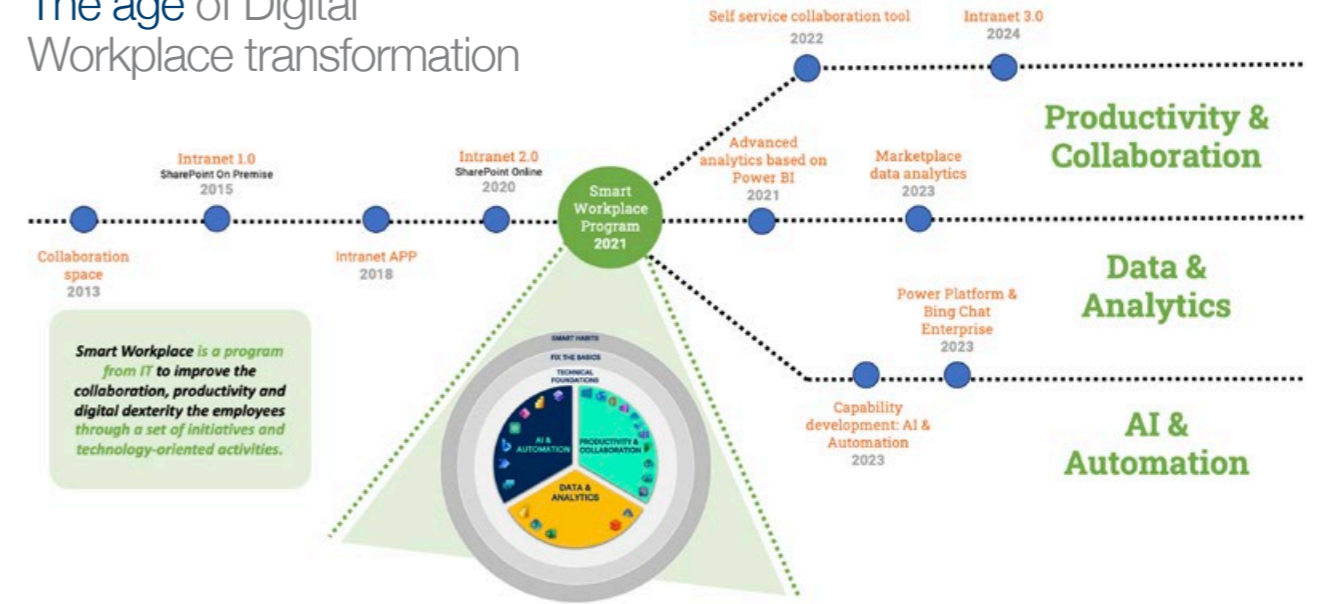 The age of Digital
Workplace transformation
Self service collaboration tool
2022
Intranet 3.0
2024
Productivity &
Collaboration
Intranet 1.0
SharePoint On Premise
2015
Intranet 2.0
SharePoint Online
2020
Smart
Workplace
Program
2021
Advanced
analytics based on
Power BI
2021
Marketplace
data analytics
2023
Collaboration
space
2013
Intranet APP
2018
Data &
Analytics
Power Platform &
Bing Chat
Enterprise
2023
Smart Workplace is a program
from IT to improve the
collaboration, productivity and
digital dexterity the employees
through a set of initiatives and
technology-oriented activities.
SMART HABITS
FIX THE BASICS
TECHNICAL
FOUNDATIONS
AI &
AUTOMATION
PRODUCTIVITY &
COLLABORATION
DATA &
ANALYTICS
Capability
development: AI &
Automation
2023
AI &
Automation